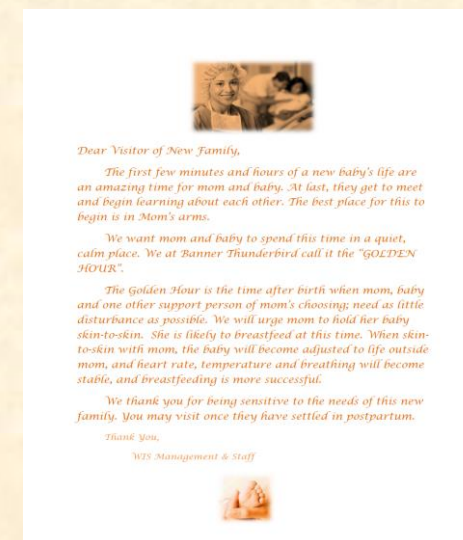 Dear Visitor of New Family,
The first few minutes and hours of a new baby's life are
an amazing time for mom and baby. At last, they get to meet
and begin learning about each other. The best place for this to
begin is in Mom's arms.
We want mom and baby to spend this time in a quiet,
calm place. We at Banner Thunderbird call it the "GOLDEN
HOUR".
The Golden Hour is the time after birth when mom, baby
and one other support person of mom's choosing; need as little
disturbance as possible. We will urge mom to hold her baby
skin-to-skin. She is likely to breastfeed at this time. When skin-
to-skin with mom, the baby will become adjusted to life outside
mom, and heart rate, temperature and breathing will become
stable, and breastfeeding is more successful.
We thank you for being sensitive to the needs of this new
family. You may visit once they have settled in postpartum.
Thank You,
WIS Management & Staff